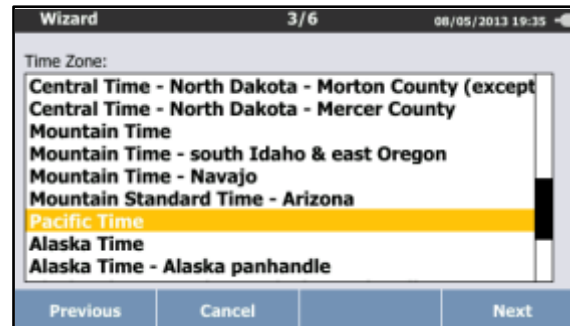 Wizard 3/6 08/05/2013 19:35
Time Zone:
Central Time - North Dakota - Morton County (except
Central Time - North Dakota - Mercer County
Mountain Time
Mountain Time - south Idaho & east Oregon
Mountain Time - Navajo
Mountain Standard Time - Arizona
Pacific Time
Alaska Time
Alaska Time - Alaska panhandle
Previous Cancel Next